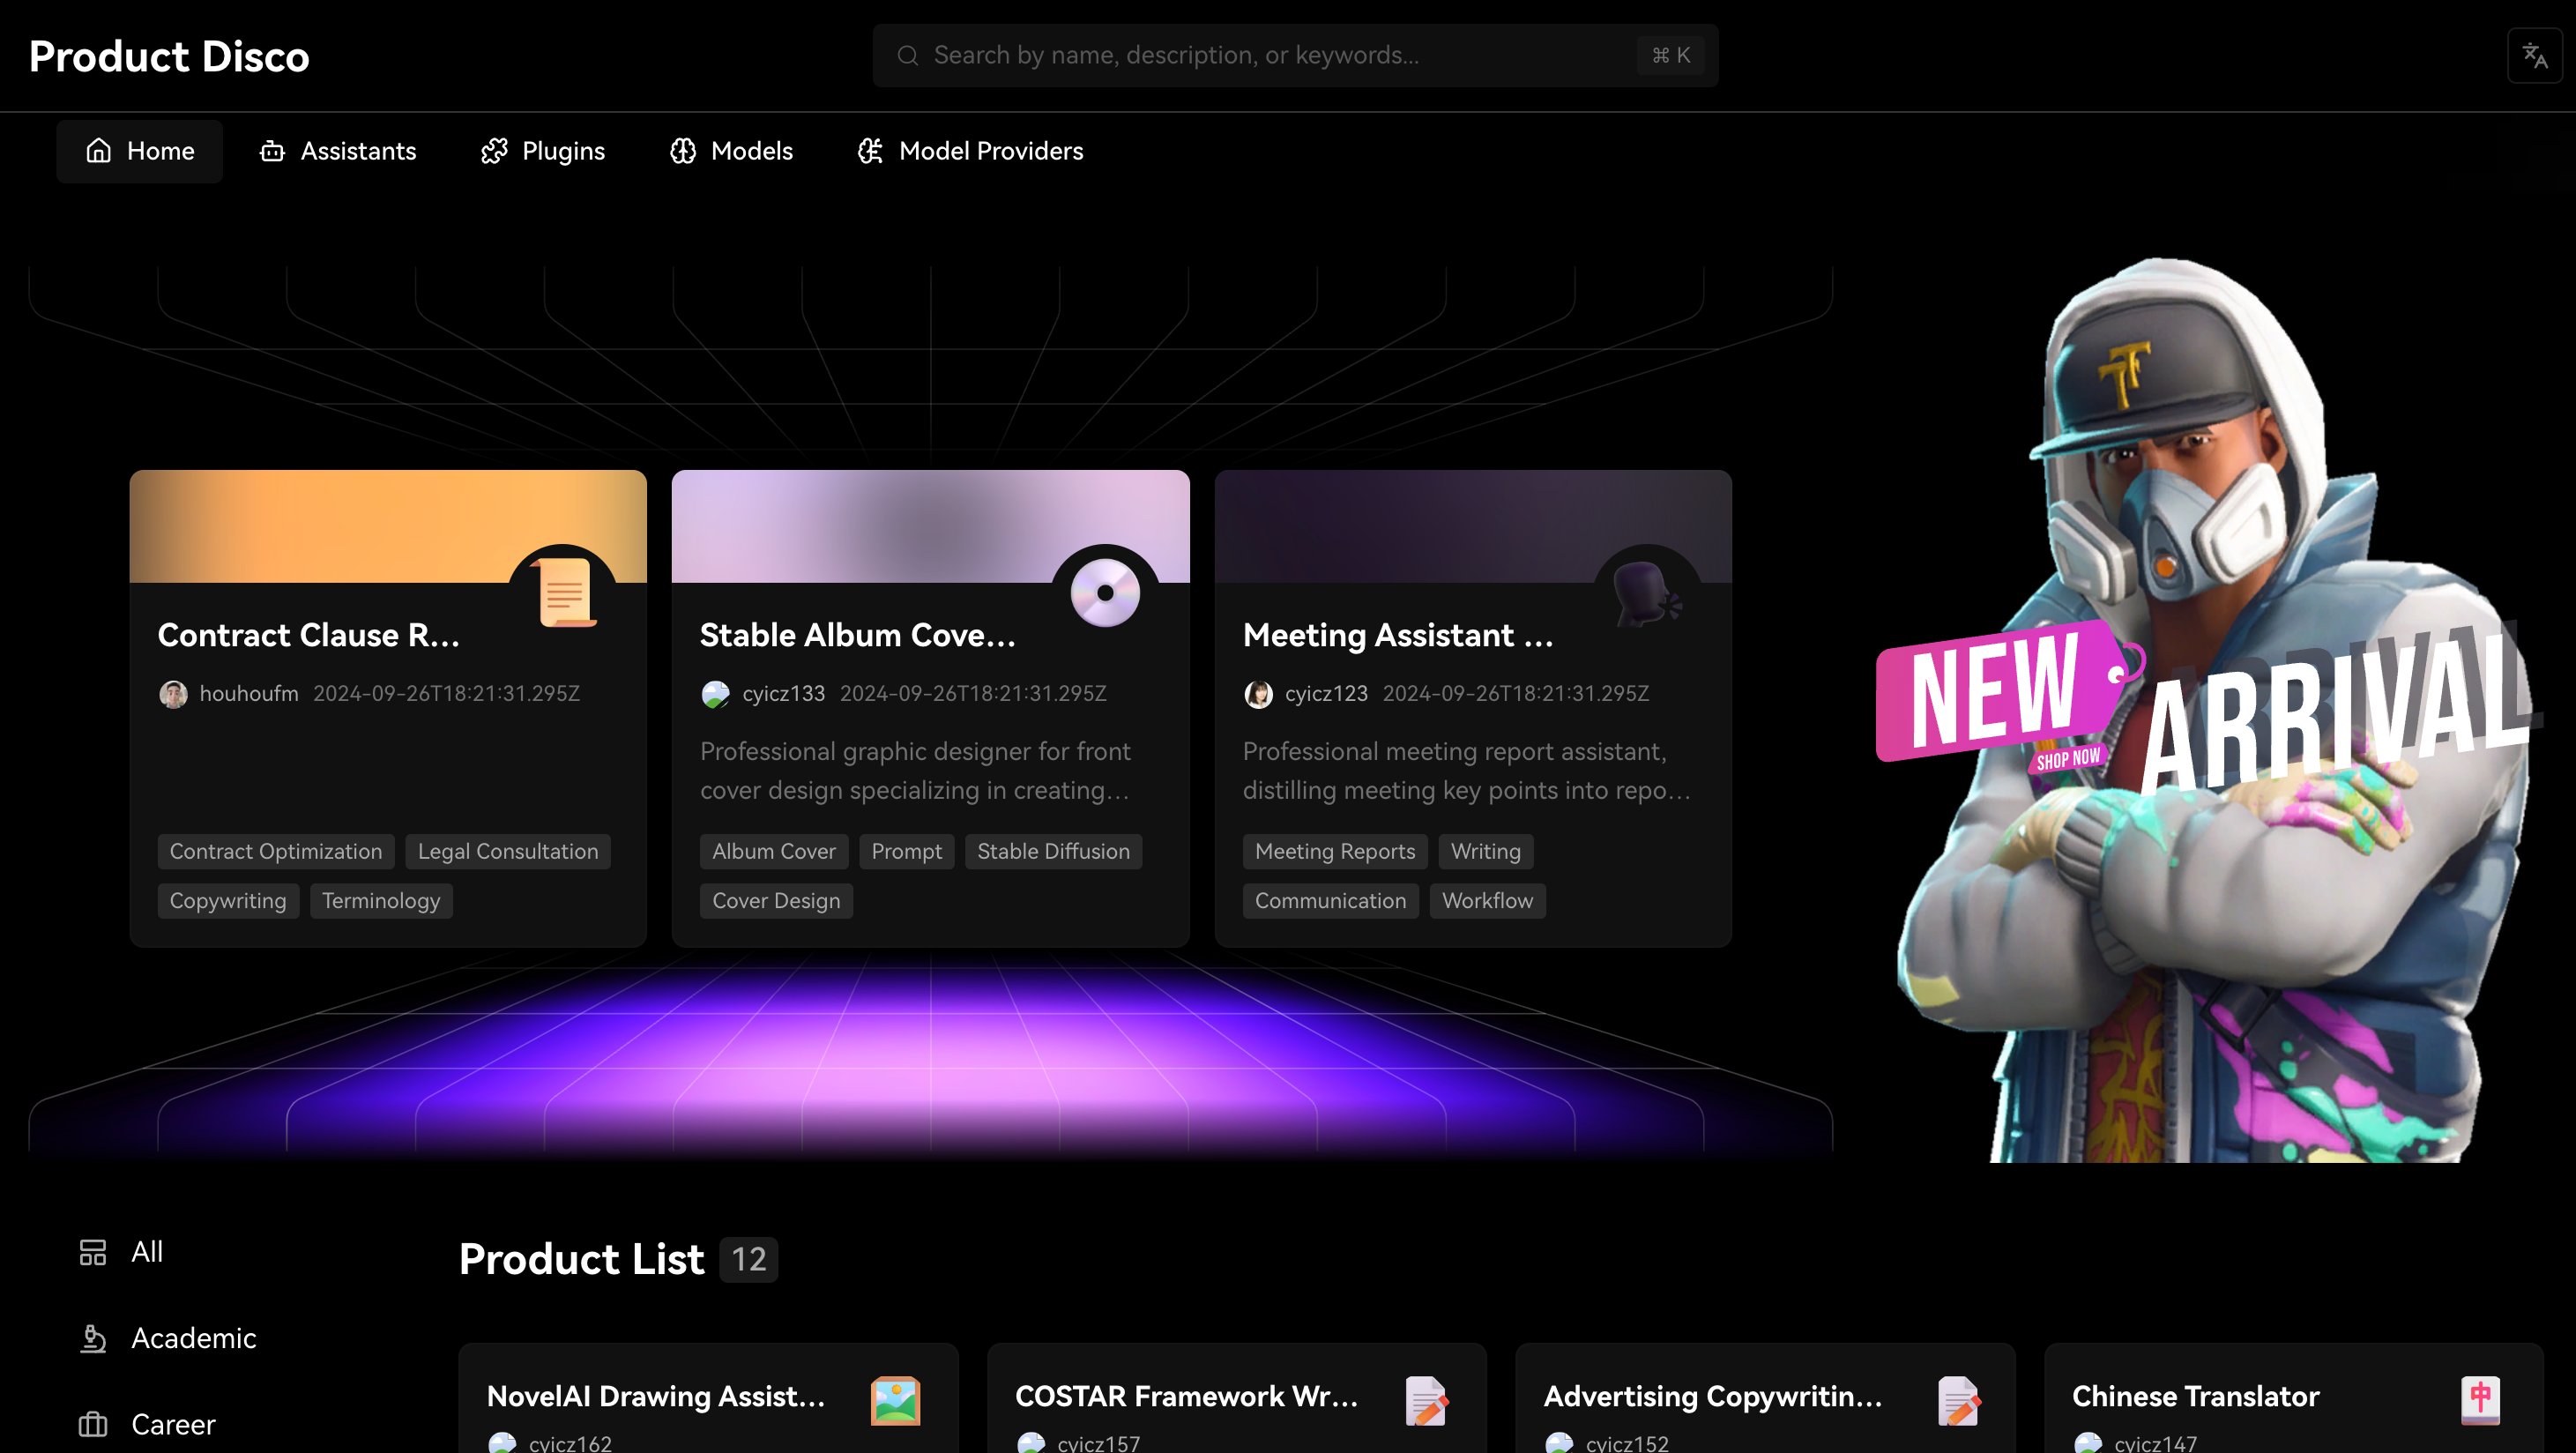 Product Disco
Search by name, description, or keywords...
⌘ K
Home
Assistants
Plugins
Models
Model Providers
Contract Clause R...
houhoufm 2024-09-26T18:21:31.295Z
Contract Optimization
Legal Consultation
Copywriting
Terminology
Stable Album Cove...
cyicz133 2024-09-26T18:21:31.295Z
Professional graphic designer for front
cover design specializing in creating...
Album Cover
Prompt
Stable Diffusion
Cover Design
Meeting Assistant ...
cyicz123 2024-09-26T18:21:31.295Z
Professional meeting report assistant,
distilling meeting key points into repo...
Meeting Reports
Writing
Communication
Workflow
NEW
ARRIVAL
SHOP NOW
All
Academic
Career
Product List 12
NovelAI Drawing Assist...
cyicz162
COSTAR Framework Wr...
cyicz157
Advertising Copywritin...
cyicz152
Chinese Translator
中
cyicz147